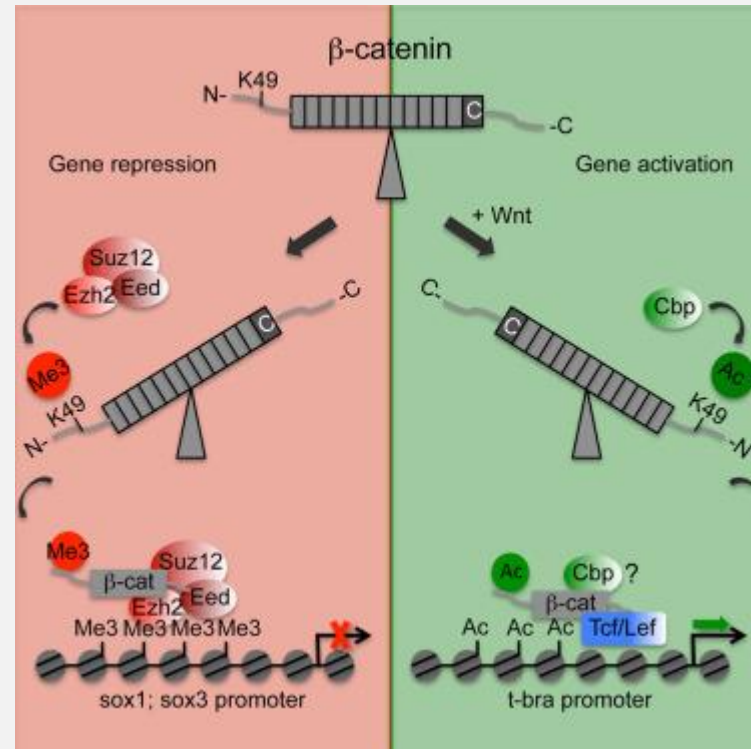 β-catenin
N-
K49
C
-C
Gene repression
Gene activation
+ Wnt
Suz12
Ezh2
Eed
Me3
K49
N-
C
-C
C-
C
Cbp
Ac
K49
-N
Me3
β-cat
Suz12
Ezh2
Eed
Me3 Me3 Me3 Me3
sox1; sox3 promoter
Ac
Cbp ?
β-cat
Tcf/Lef
Ac Ac Ac
t-bra promoter